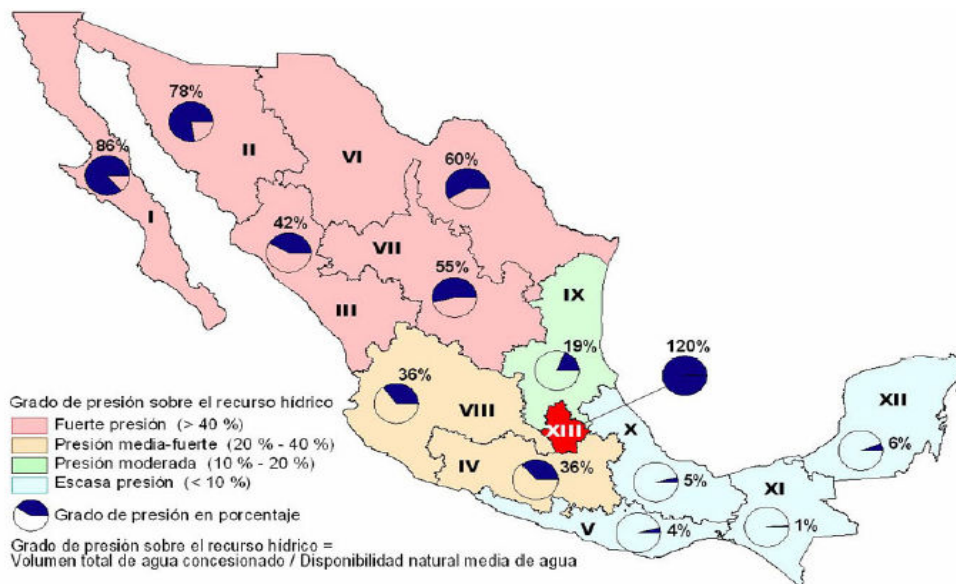 78%
86%
II
VI
60%
I
42%
VII
55%
III
IX
19%
120%
36%
VIII
XIII
X
XII
6%
IV
36%
5%
XI
V
4%
1%
Grado de presión sobre el recurso hídrico
Fuerte presión (> 40 %)
Presión media-fuerte (20 % - 40 %)
Presión moderada (10 % - 20 %)
Escasa presión (< 10 %)
Grado de presión en porcentaje
Grado de presión sobre el recurso hídrico =
Volumen total de agua concesionado / Disponibilidad natural media de agua